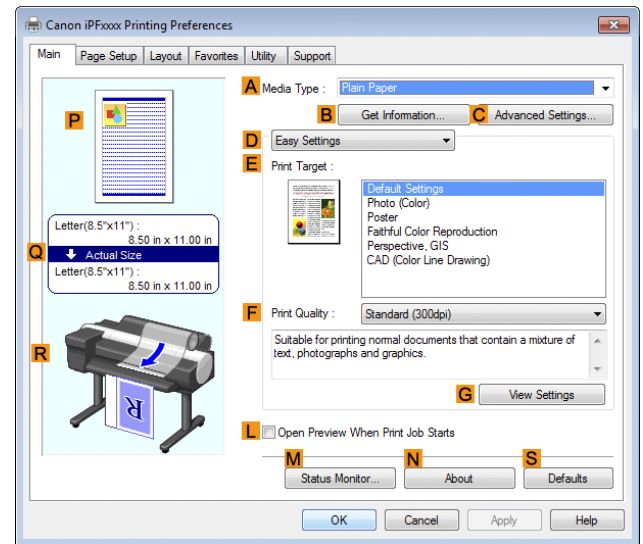 Canon iPFxxxx Printing Preferences
Main Page Setup Layout Favorites Utility Support
A Media Type : Plain Paper
B Get Information... C Advanced Settings...
D Easy Settings
E Print Target :
Default Settings
Photo (Color)
Poster
Faithful Color Reproduction
Perspective, GIS
CAD (Color Line Drawing)
P
Letter(8.5"x11") :
8.50 in x 11.00 in
Q Actual Size
Letter(8.5"x11") :
8.50 in x 11.00 in
F Print Quality : Standard (300dpi)
Suitable for printing normal documents that contain a mixture of
text, photographs and graphics.
R
R
G View Settings
L Open Preview When Print Job Starts
M N S
Status Monitor... About Defaults
OK Cancel Apply Help